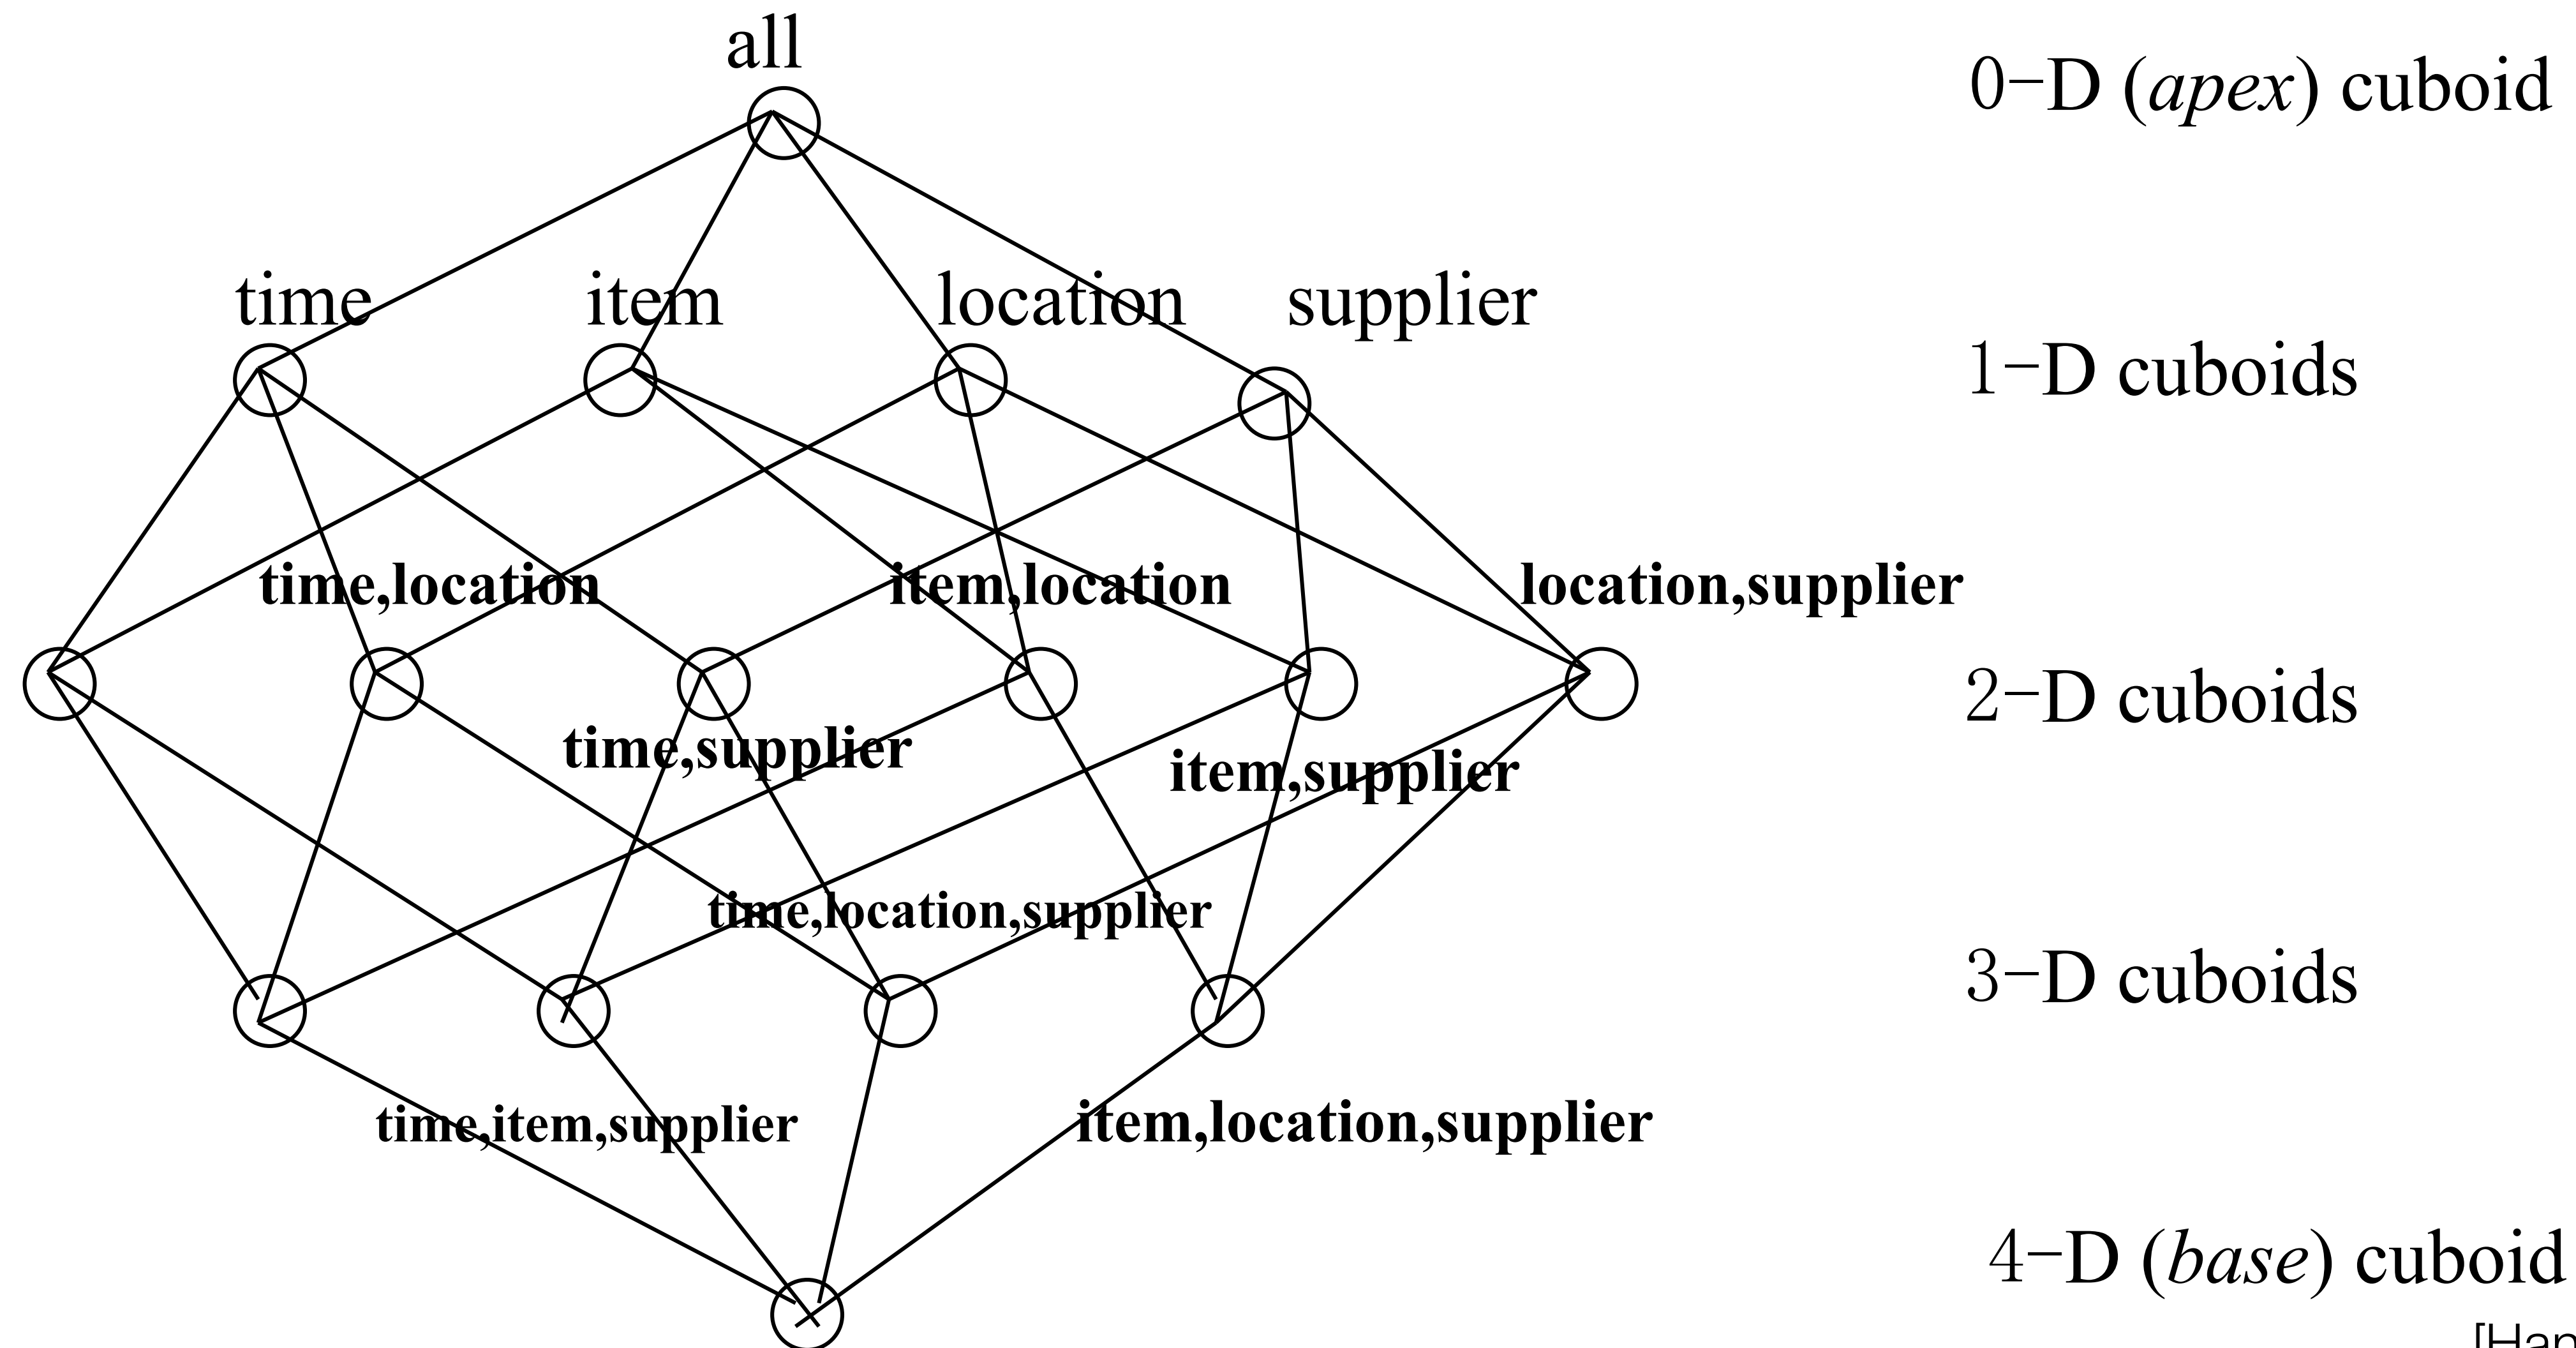 all
0-D (apex) cuboid
time item location supplier
1-D cuboids
time,location item,location location,supplier
2-D cuboids
time,supplier
item,supplier
time,location,supplier
3-D cuboids
time,item,supplier
item,location,supplier
4-D (base) cuboid